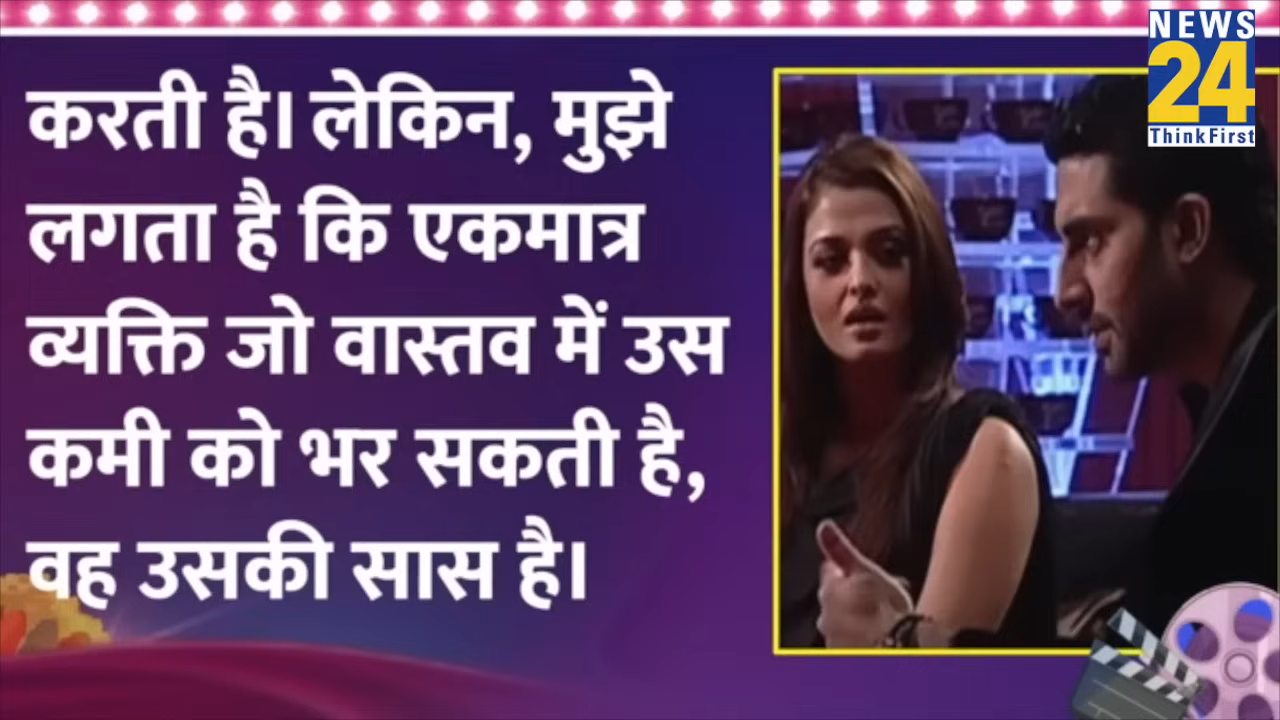 करती है। लेकिन, मुझे
लगता है कि एकमात्र
व्यक्ति जो वास्तव में उस
कमी को भर सकती है,
वह उसकी सास है।
NEWS
24
ThinkFirst